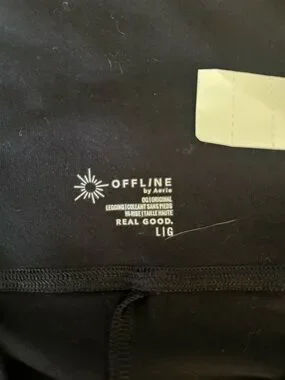 OFFLINE
by Aerie
OG | ORIGINAL
LEGGING | COLLANT SANS PIEDS
HI-RISE | TAILLE HAUTE
REAL GOOD.
L | G